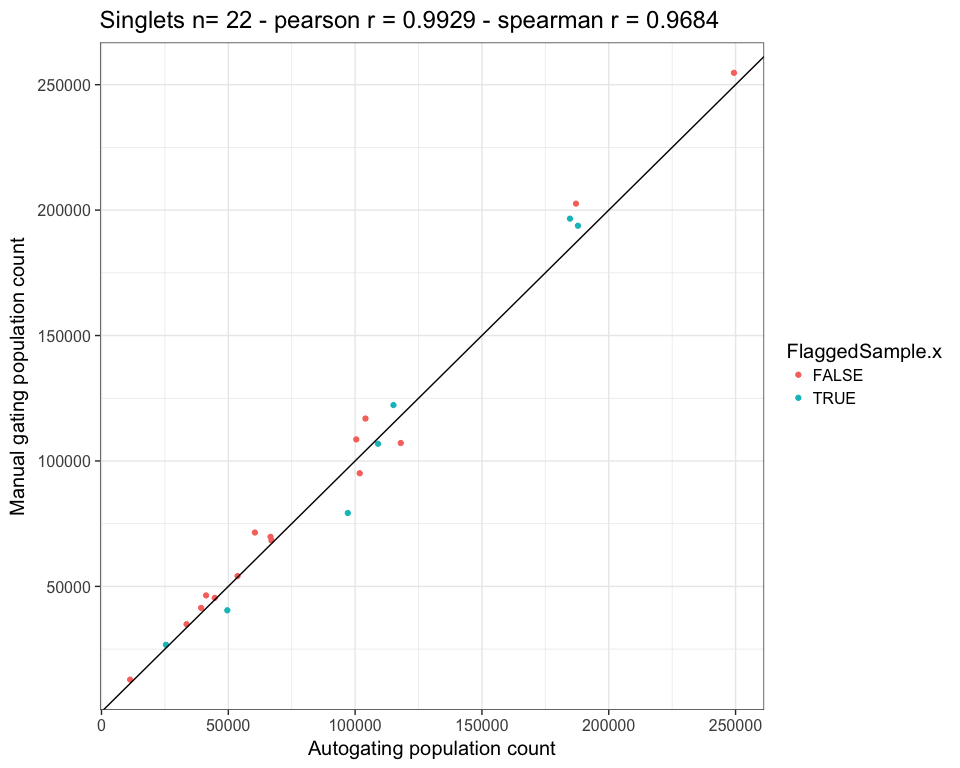 Singlets n= 22 - pearson r = 0.9929 - spearman r = 0.9684
Manual gating population count
250000
200000
150000
100000
50000
0
50000
100000
150000
200000
250000
Autogating population count
FlaggedSample.x
FALSE
TRUE